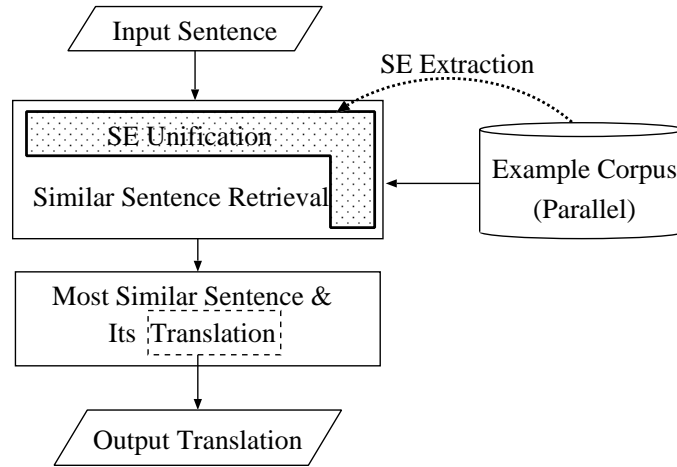 Input Sentence
SE Extraction
SE Unification
Similar Sentence Retrieval
Example Corpus
(Parallel)
Most Similar Sentence &
Its Translation
Output Translation